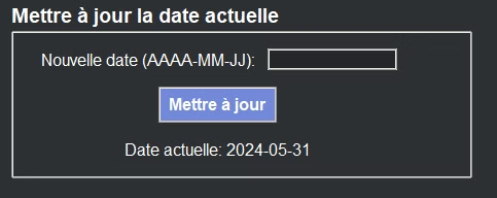 Mettre à jour la date actuelle
Nouvelle date (AAAA-MM-JJ):
Mettre à jour
Date actuelle: 2024-05-31